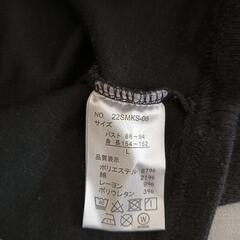 NO 22SMKS-06
サイズ
バスト 86~94
身長 154~162
L
品質表示
ポリエステル 67%
綿 21%
レーヨン 9%
ポリウレタン 3%